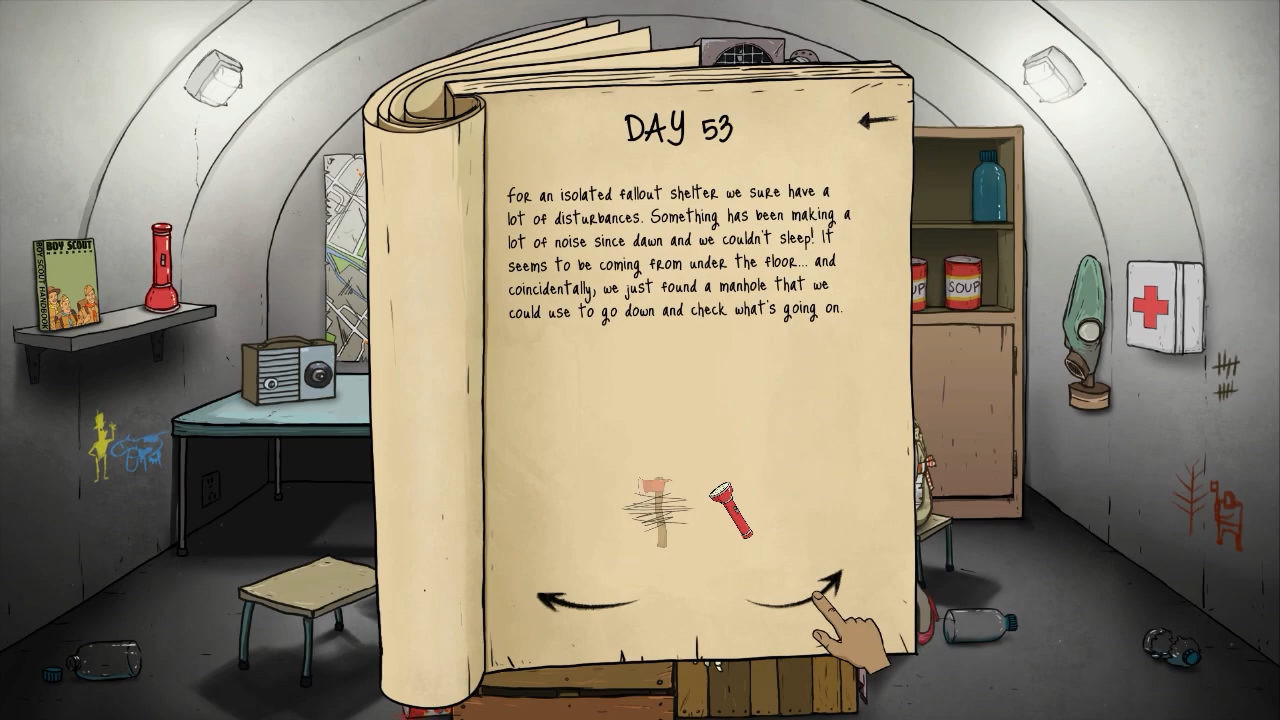 DAY 53
For an isolated fallout shelter we sure have a
lot of disturbances. Something has been making a
lot of noise since dawn and we couldn't sleep! It
seems to be coming from under the floor... and
coincidentally, we just found a manhole that we
could use to go down and check what's going on.
BOY SCOUT
BOY SCOUT HANDBOOK
UP
SOUP